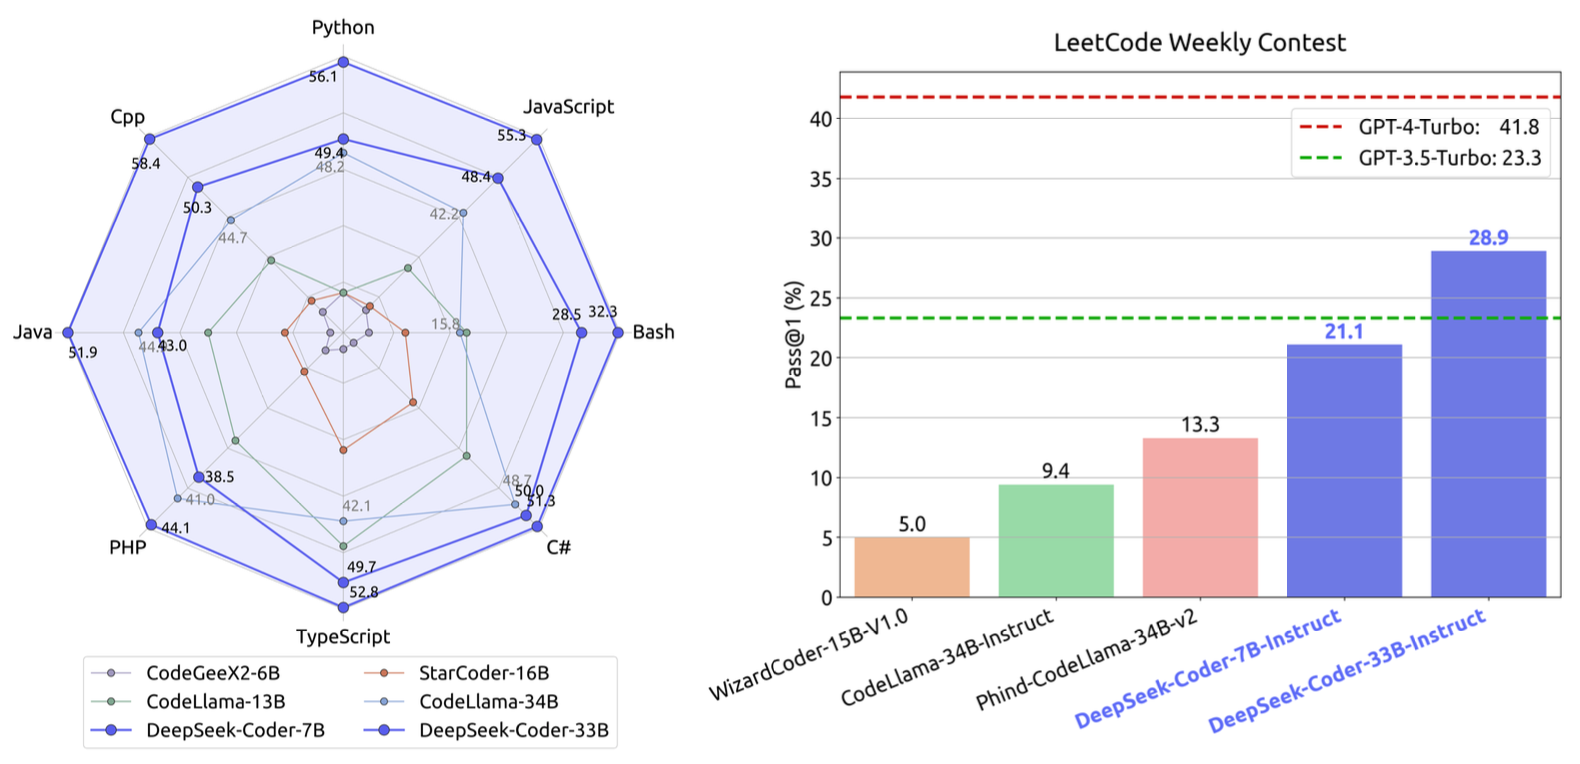 Python
56.1
Cpp
58.4
JavaScript
55.3
49.4
48.2
48.4
50.3
42.2
44.7
Java
51.9
43.0
15.8
28.5
32.3
Bash
38.5
41.0
44.1
PHP
48.7
50.0
51.3
C#
42.1
49.7
52.8
TypeScript
CodeGeeX2-6B
StarCoder-16B
CodeLlama-13B
CodeLlama-34B
DeepSeek-Coder-7B
DeepSeek-Coder-33B
LeetCode Weekly Contest
GPT-4-Turbo: 41.8
GPT-3.5-Turbo: 23.3
Pass@1 (%)
40
35
30
25
20
15
10
5
0
5.0
9.4
13.3
21.1
28.9
WizardCoder-15B-V1.0
CodeLlama-34B-Instruct
Phind-CodeLlama-34B-v2
DeepSeek-Coder-7B-Instruct
DeepSeek-Coder-33B-Instruct